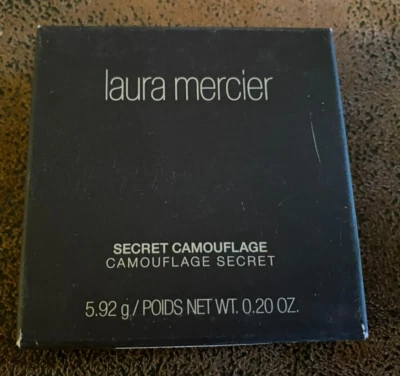 laura mercier
SECRET CAMOUFLAGE
CAMOUFLAGE SECRET
5.92 g / POIDS NET WT. 0.20 OZ.